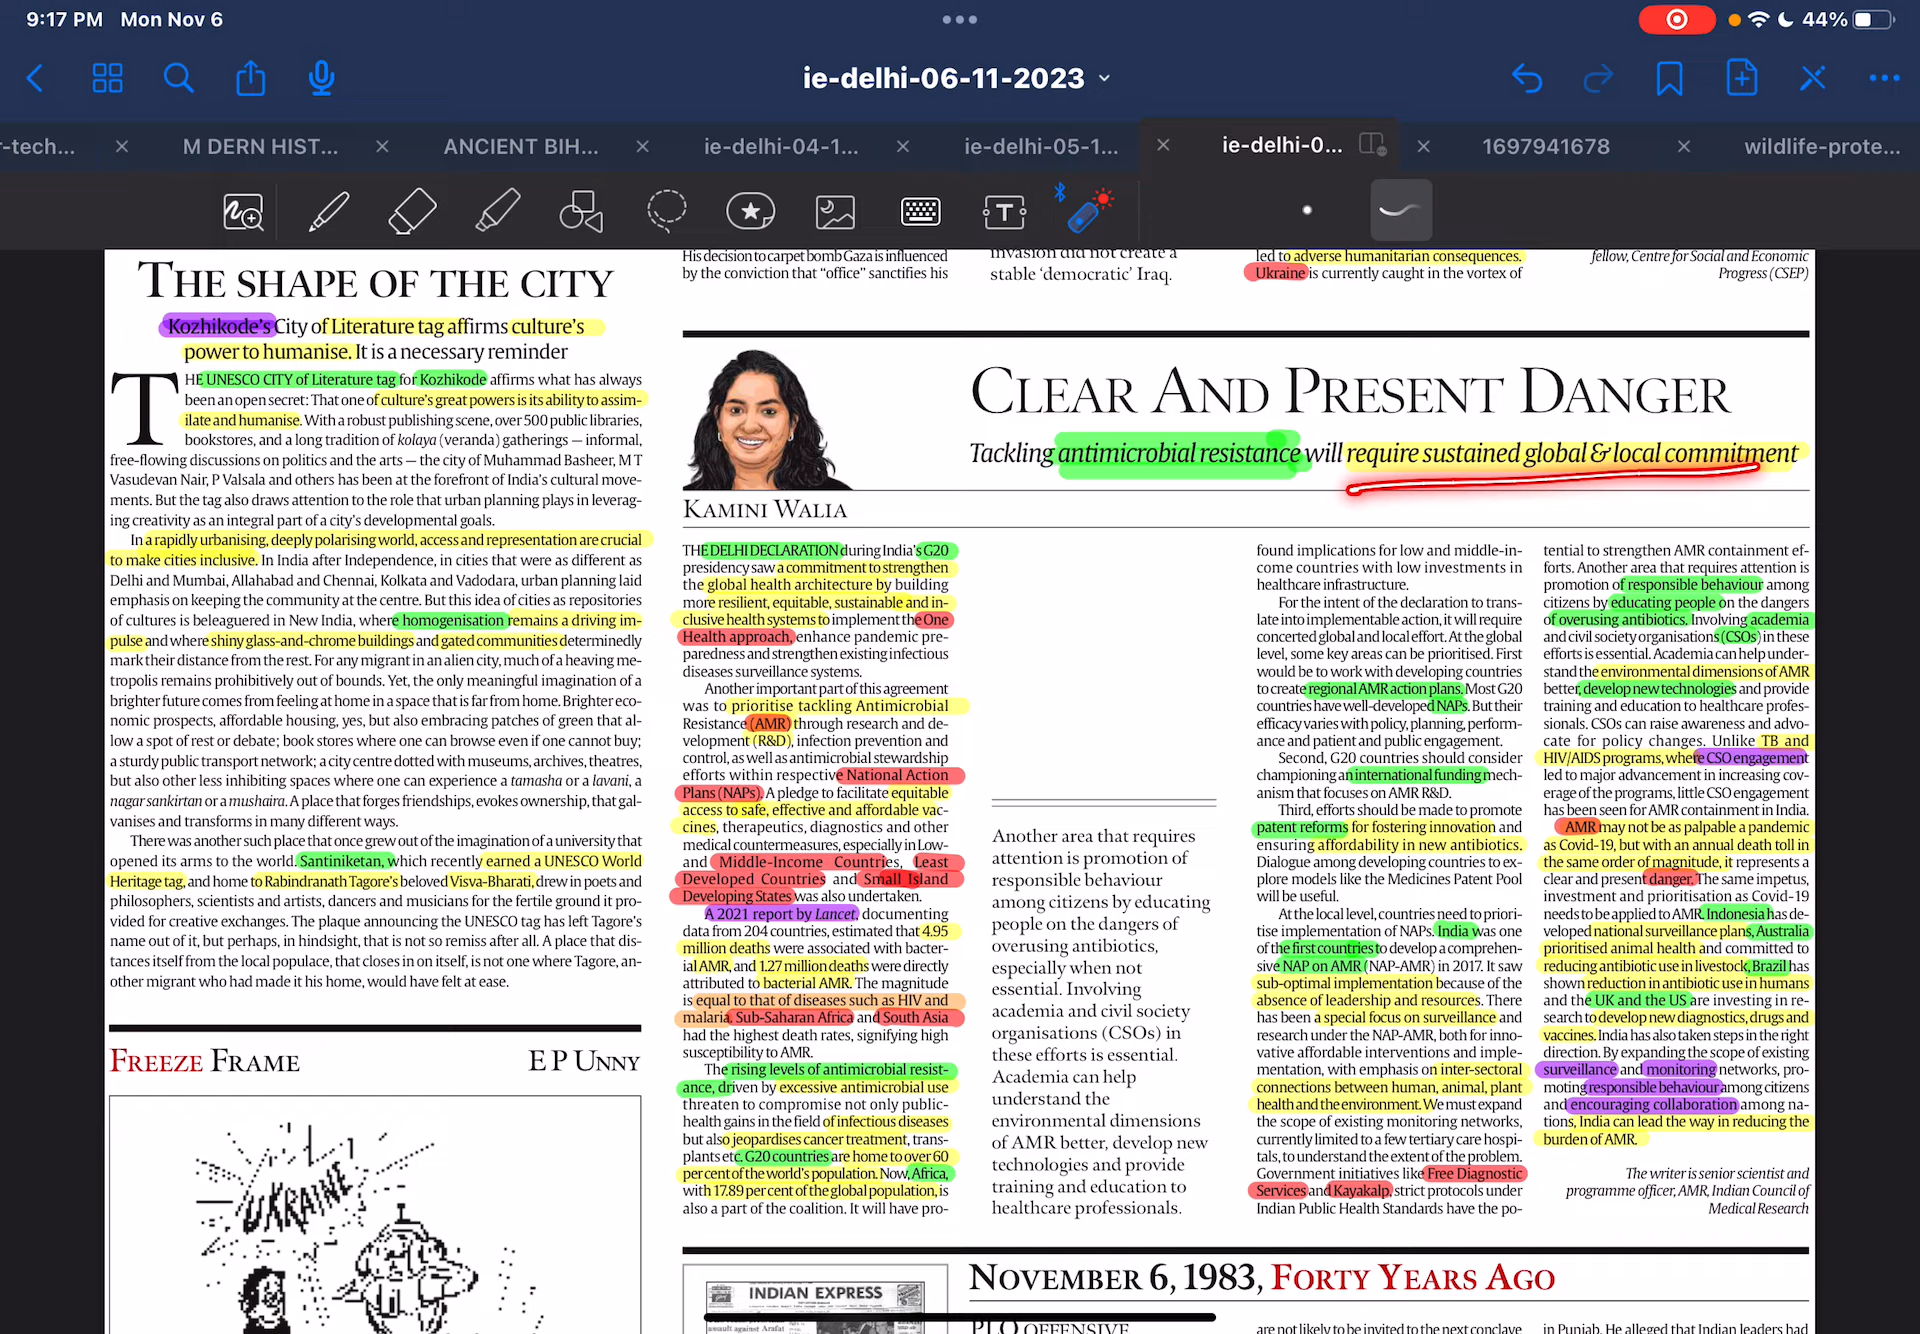 9:17 PM Mon Nov 6
44%
ie-delhi-06-11-2023
r-tech...
M DERN HIST...
ANCIENT BIH...
ie-delhi-04-1...
ie-delhi-05-1...
ie-delhi-0...
1697941678
wildlife-prote...
THE SHAPE OF THE CITY
Kozhikode's City of Literature tag affirms culture's
power to humanise. It is a necessary reminder
THE UNESCO CITY of Literature tag for Kozhikode affirms what has always
been an open secret: That one of culture's great powers is its ability to assim-
ilate and humanise. With a robust publishing scene, over 500 public libraries,
bookstores, and a long tradition of kolaya (veranda) gatherings — informal,
free-flowing discussions on politics and the arts — the city of Muhammad Basheer, M T
Vasudevan Nair, P Valsala and others has been at the forefront of India's cultural move-
ments. But the tag also draws attention to the role that urban planning plays in leverag-
ing creativity as an integral part of a city's developmental goals.
In a rapidly urbanising, deeply polarising world, access and representation are crucial
to make cities inclusive. In India after Independence, in cities that were as different as
Delhi and Mumbai, Allahabad and Chennai, Kolkata and Vadodara, urban planning laid
emphasis on keeping the community at the centre. But this idea of cities as repositories
of cultures is beleaguered in New India, where homogenisation remains a driving im-
pulse and where shiny glass-and-chrome buildings and gated communities determinedly
mark their distance from the rest. For any migrant in an alien city, much of a heaving me-
tropolis remains prohibitively out of bounds. Yet, the only meaningful imagination of a
brighter future comes from feeling at home in a space that is far from home. Brighter eco-
nomic prospects, affordable housing, yes, but also embracing patches of green that al-
low a spot of rest or debate; book stores where one can browse even if one cannot buy;
a sturdy public transport network; a city centre dotted with museums, archives, theatres,
but also other less inhibiting spaces where one can experience a tamasha or a lavani, a
nagar sankirtan or a mushaira. A place that forges friendships, evokes ownership, that gal-
vanises and transforms in many different ways.
There was another such place that once grew out of the imagination of a university that
opened its arms to the world. Santiniketan, which recently earned a UNESCO World
Heritage tag, and home to Rabindranath Tagore's beloved Visva-Bharati, drew in poets and
philosophers, scientists and artists, dancers and musicians for the fertile ground it pro-
vided for creative exchanges. The plaque announcing the UNESCO tag has left Tagore's
name out of it, but perhaps, in hindsight, that is not so remiss after all. A place that dis-
tances itself from the local populace, that closes in on itself, is not one where Tagore, an-
other migrant who had made it his home, would have felt at ease.
FREEZE FRAME
E P UNNY
UKRAINE
His decision to carpet bomb Gaza is influenced
by the conviction that "office" sanctifies his
invasion did not create a
stable 'democratic' Iraq.
led to adverse humanitarian consequences.
Ukraine is currently caught in the vortex of
fellow, Centre for Social and Economic
Progress (CSEP)
CLEAR AND PRESENT DANGER
Tackling antimicrobial resistance will require sustained global & local commitment
KAMINI WALIA
THE DELHI DECLARATION during India's G20
presidency saw a commitment to strengthen
the global health architecture by building
more resilient, equitable, sustainable and in-
clusive health systems to implement the One
Health approach, enhance pandemic pre-
paredness and strengthen existing infectious
diseases surveillance systems.
Another important part of this agreement
was to prioritise tackling Antimicrobial
Resistance (AMR) through research and de-
velopment (R&D), infection prevention and
control, as well as antimicrobial stewardship
efforts within respective National Action
Plans (NAPs). A pledge to facilitate equitable
access to safe, effective and affordable vac-
cines, therapeutics, diagnostics and other
medical countermeasures, especially in Low-
and Middle-Income Countries, Least
Developed Countries and Small Island
Developing States was also undertaken.
A 2021 report by Lancet, documenting
data from 204 countries, estimated that 4.95
million deaths were associated with bacter-
ial AMR, and 1.27 million deaths were directly
attributed to bacterial AMR. The magnitude
is equal to that of diseases such as HIV and
malaria. Sub-Saharan Africa and South Asia
had the highest death rates, signifying high
susceptibility to AMR.
The rising levels of antimicrobial resist-
ance, driven by excessive antimicrobial use
threaten to compromise not only public-
health gains in the field of infectious diseases
but also jeopardises cancer treatment, trans-
plants etc. G20 countries are home to over 60
per cent of the world's population. Now, Africa,
with 17.89 per cent of the global population, is
also a part of the coalition. It will have pro-
Another area that requires
attention is promotion of
responsible behaviour
among citizens by educating
people on the dangers of
overusing antibiotics,
especially when not
essential. Involving
academia and civil society
organisations (CSOs) in
these efforts is essential.
Academia can help
understand the
environmental dimensions
of AMR better, develop new
technologies and provide
training and education to
healthcare professionals.
found implications for low and middle-in-
come countries with low investments in
healthcare infrastructure.
For the intent of the declaration to trans-
late into implementable action, it will require
concerted global and local effort. At the global
level, some key areas can be prioritised. First
would be to work with developing countries
to create regional AMR action plans. Most G20
countries have well-developed NAPs. But their
efficacy varies with policy, planning, perform-
ance and patient and public engagement.
Second, G20 countries should consider
championing an international funding mech-
anism that focuses on AMR R&D.
Third, efforts should be made to promote
patent reforms for fostering innovation and
ensuring affordability in new antibiotics.
Dialogue among developing countries to ex-
plore models like the Medicines Patent Pool
will be useful.
At the local level, countries need to priori-
tise implementation of NAPs. India was one
of the first countries to develop a comprehen-
sive NAP on AMR (NAP-AMR) in 2017. It saw
sub-optimal implementation because of the
absence of leadership and resources. There
has been a special focus on surveillance and
research under the NAP-AMR, both for inno-
vative affordable interventions and imple-
mentation, with emphasis on inter-sectoral
connections between human, animal, plant
health and the environment. We must expand
the scope of existing monitoring networks,
currently limited to a few tertiary care hospi-
tals, to understand the extent of the problem.
Government initiatives like Free Diagnostic
Services and Kayakalp, strict protocols under
Indian Public Health Standards have the po-
tential to strengthen AMR containment ef-
forts. Another area that requires attention is
promotion of responsible behaviour among
citizens by educating people on the dangers
of overusing antibiotics. Involving academia
and civil society organisations (CSOs) in these
efforts is essential. Academia can help under-
stand the environmental dimensions of AMR
better, develop new technologies and provide
training and education to healthcare profes-
sionals. CSOs can raise awareness and advo-
cate for policy changes. Unlike TB and
HIV/AIDS programs, where CSO engagement
led to major advancement in increasing cov-
erage of the programs, little CSO engagement
has been seen for AMR containment in India.
AMR may not be as palpable a pandemic
as Covid-19, but with an annual death toll in
the same order of magnitude, it represents a
clear and present danger. The same impetus,
investment and prioritisation as Covid-19
needs to be applied to AMR. Indonesia has de-
veloped national surveillance plans, Australia
prioritised animal health and committed to
reducing antibiotic use in livestock, Brazil has
shown reduction in antibiotic use in humans
and the UK and the US are investing in re-
search to develop new diagnostics, drugs and
vaccines. India has also taken steps in the right
direction. By expanding the scope of existing
surveillance and monitoring networks, pro-
moting responsible behaviour among citizens
and encouraging collaboration among na-
tions, India can lead the way in reducing the
burden of AMR.
The writer is senior scientist and
programme officer, AMR, Indian Council of
Medical Research
INDIAN EXPRESS
assault against Arafat
NOVEMBER 6, 1983, FORTY YEARS AGO
PLO OFFENSIVE
are not likely to be invited to the next conclave
in Punjab. He alleged that Indian leaders had